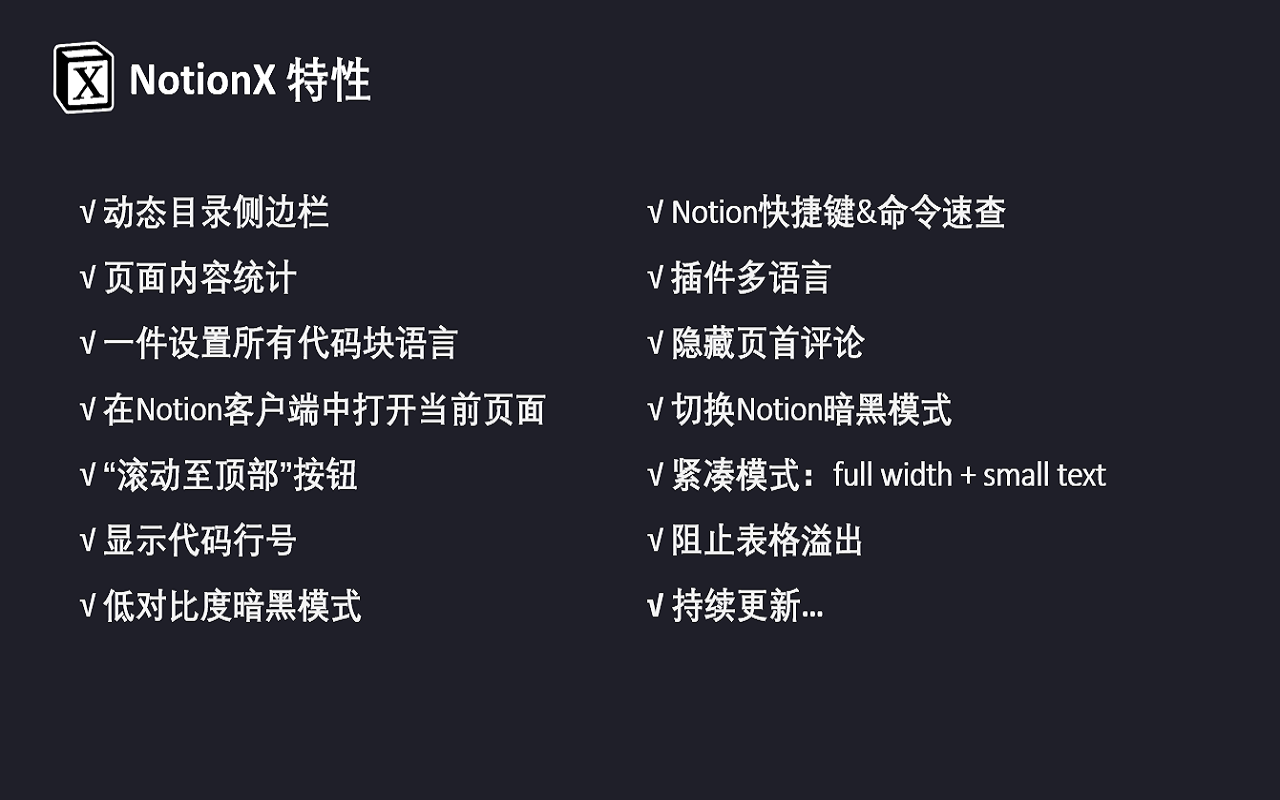 X
NotionX 特性
√ 动态目录侧边栏
√ 页面内容统计
√ 一件设置所有代码块语言
√ 在Notion客户端中打开当前页面
√ “滚动至顶部”按钮
√ 显示代码行号
√ 低对比度暗黑模式
√ Notion快捷键&命令速查
√ 插件多语言
√ 隐藏页首评论
√ 切换Notion暗黑模式
√ 紧凑模式：full width + small text
√ 阻止表格溢出
√ 持续更新...